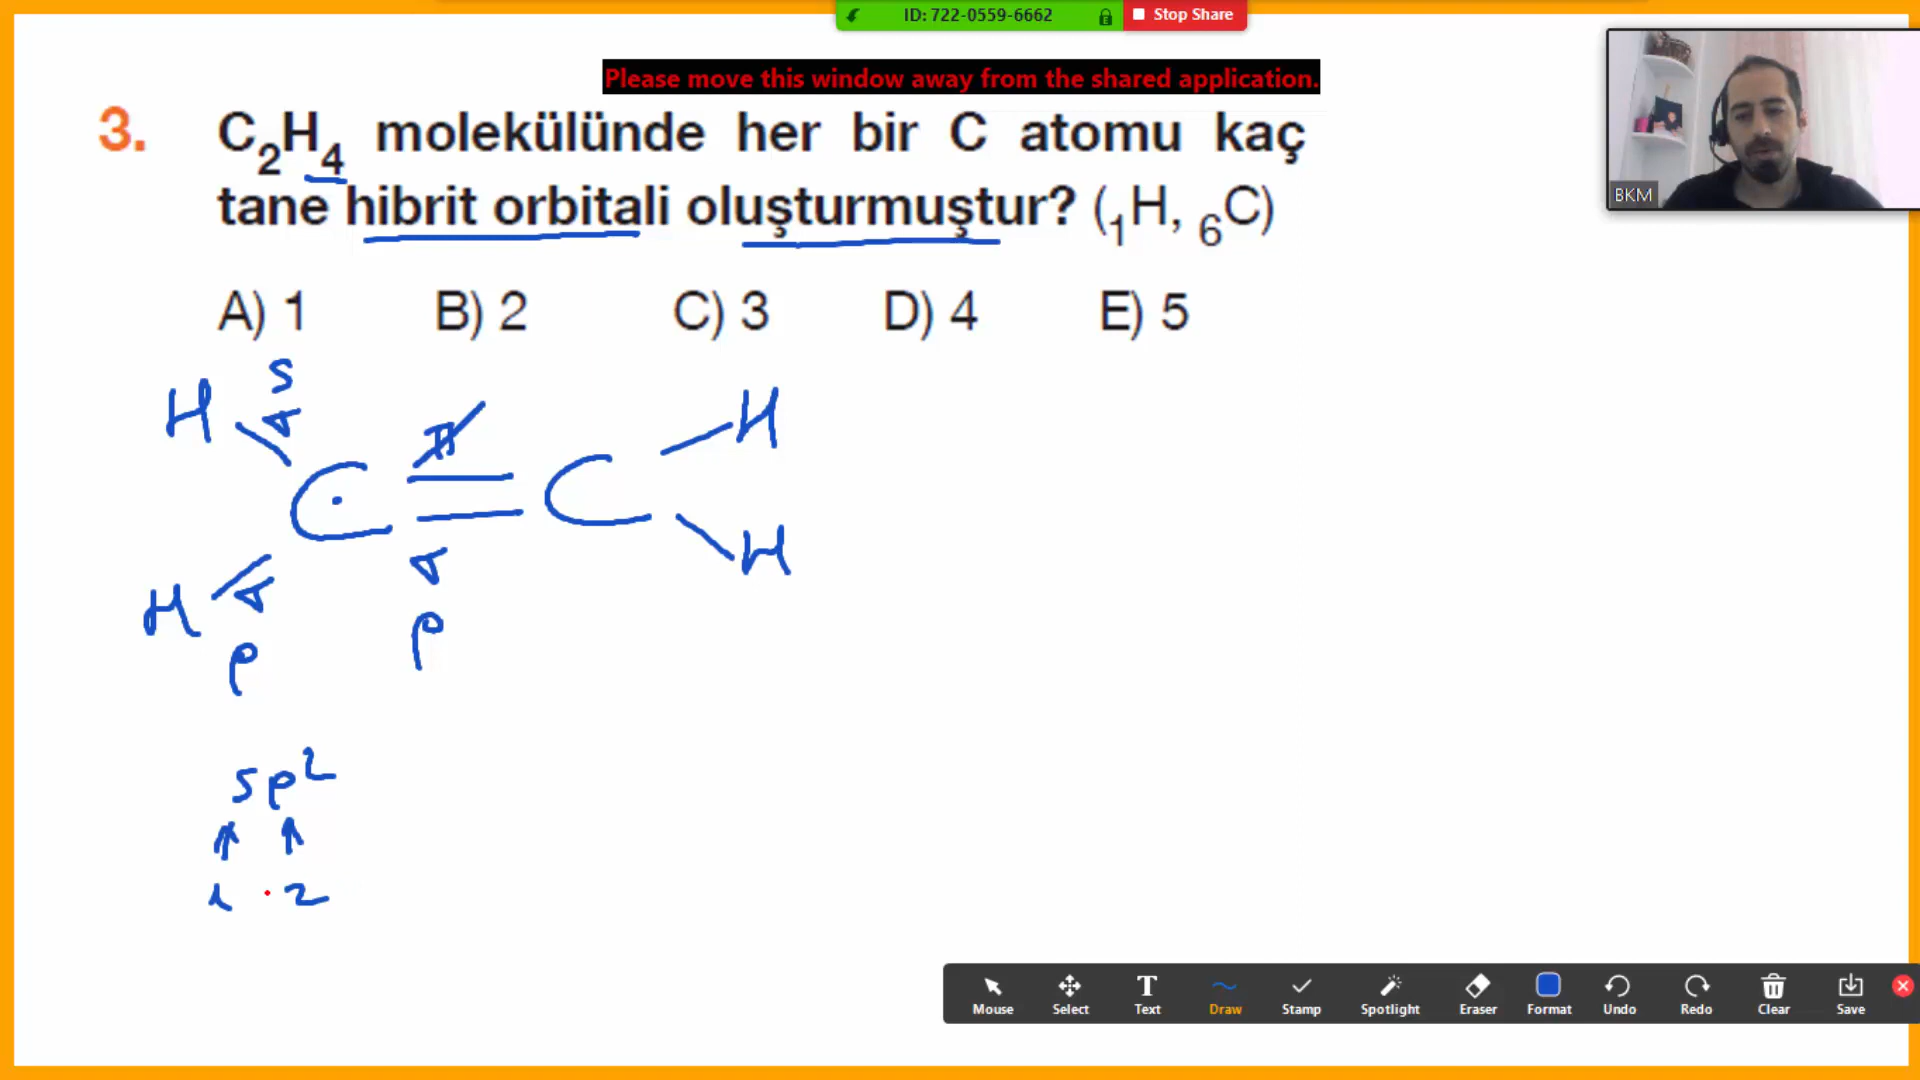 ID: 722-0559-6662
Stop Share
Please move this window away from the shared application.
BKM
3. C₂H₄ molekülünde her bir C atomu kaç
tane hibrit orbitali oluşturmuştur? (₁H, ₆C)
A) 1 B) 2 C) 3 D) 4 E) 5
s
H σ π H
C = C
H σ σ H
p p
sp²
1 2
Mouse Select Text Draw Stamp Spotlight Eraser Format Undo Redo Clear Save